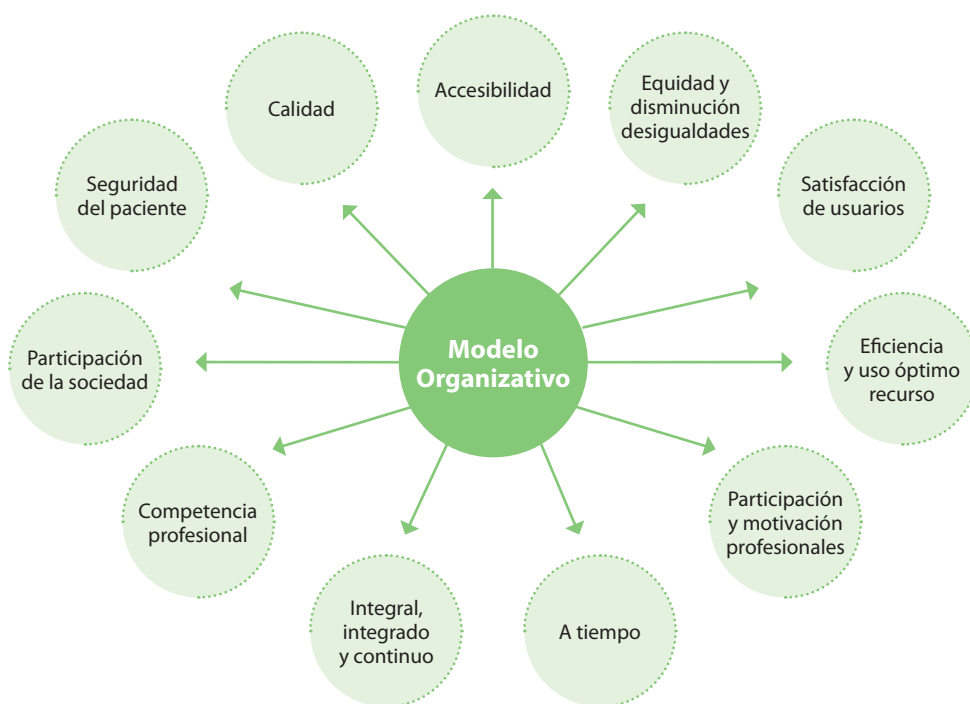 Accesibilidad
Equidad y
disminución
desigualdades
Calidad
Satisfacción
de usuarios
Seguridad
del paciente
Modelo
Organizativo
Eficiencia
y uso óptimo
recurso
Participación
de la sociedad
Participación
y motivación
profesionales
Competencia
profesional
Integral,
integrado
y continuo
A tiempo